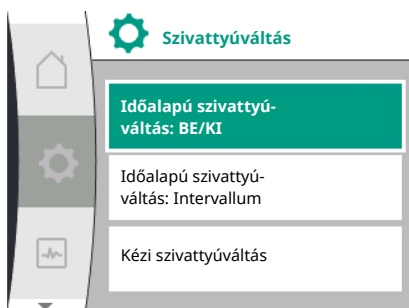 Szivattyúváltás
Időalapú szivattyú-
váltás: BE/KI
Időalapú szivattyú-
váltás: Intervallum
Kézi szivattyúváltás